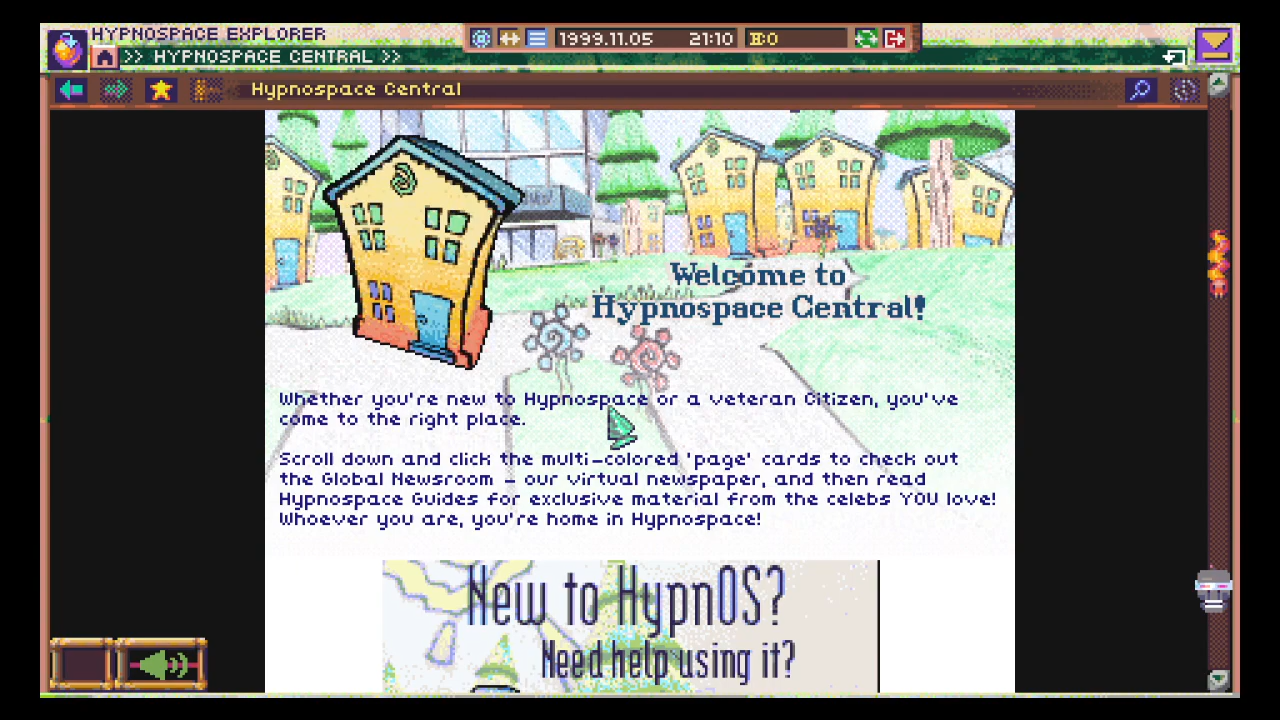 HYPNOSPACE EXPLORER
1999.11.05 21:10 :0
>> HYPNOSPACE CENTRAL >>
Hypnospace Central
Welcome to
Hypnospace Central!
Whether you're new to Hypnospace or a veteran Citizen, you've
come to the right place.
Scroll down and click the multi-colored 'page' cards to check out
the Global Newsroom - our virtual newspaper, and then read
Hypnospace Guides for exclusive material from the celebs YOU love!
Whoever you are, you're home in Hypnospace!
New to HypnOS?
Need help using it?